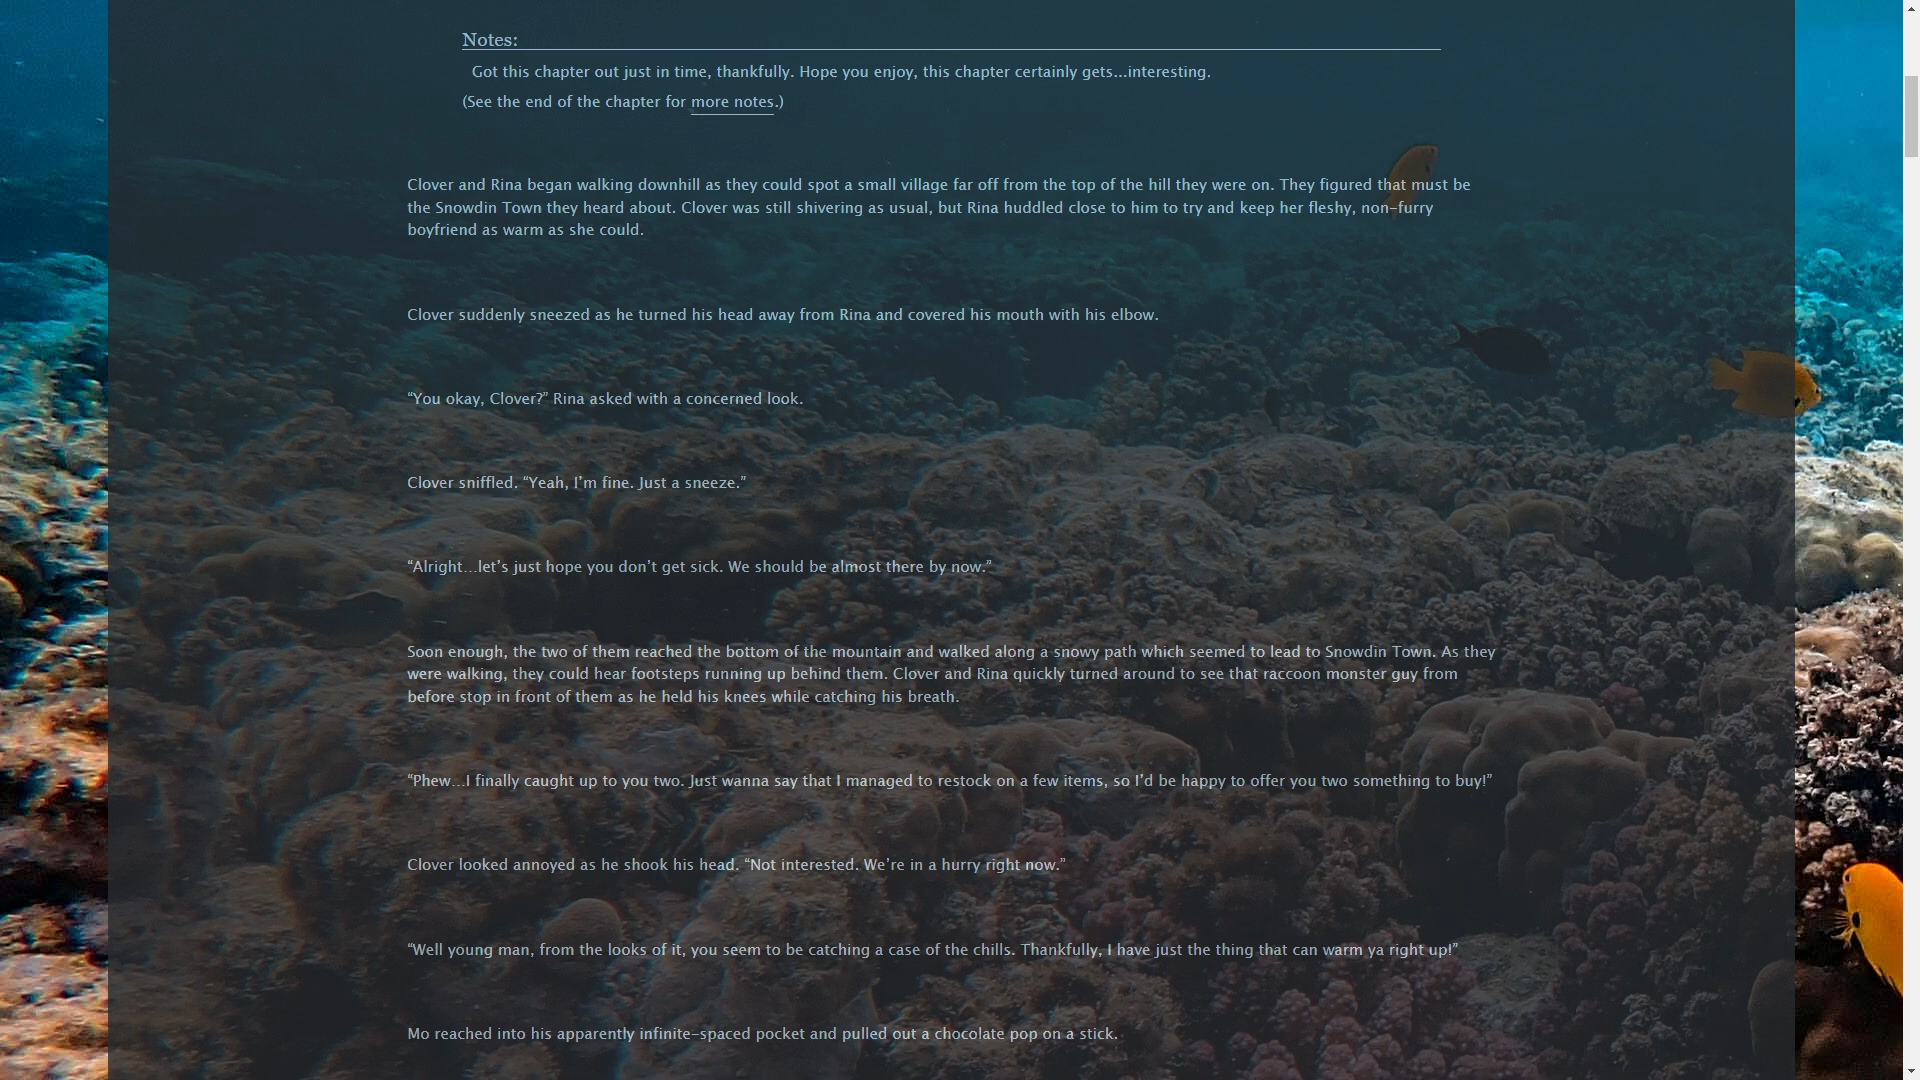 Notes:
Got this chapter out just in time, thankfully. Hope you enjoy, this chapter certainly gets...interesting.
(See the end of the chapter for more notes.)
Clover and Rina began walking downhill as they could spot a small village far off from the top of the hill they were on. They figured that must be
the Snowdin Town they heard about. Clover was still shivering as usual, but Rina huddled close to him to try and keep her fleshy, non-furry
boyfriend as warm as she could.
Clover suddenly sneezed as he turned his head away from Rina and covered his mouth with his elbow.
“You okay, Clover?” Rina asked with a concerned look.
Clover sniffled. “Yeah, I’m fine. Just a sneeze.”
“Alright…let’s just hope you don’t get sick. We should be almost there by now.”
Soon enough, the two of them reached the bottom of the mountain and walked along a snowy path which seemed to lead to Snowdin Town. As they
were walking, they could hear footsteps running up behind them. Clover and Rina quickly turned around to see that raccoon monster guy from
before stop in front of them as he held his knees while catching his breath.
“Phew…I finally caught up to you two. Just wanna say that I managed to restock on a few items, so I’d be happy to offer you two something to buy!”
Clover looked annoyed as he shook his head. “Not interested. We’re in a hurry right now.”
“Well young man, from the looks of it, you seem to be catching a case of the chills. Thankfully, I have just the thing that can warm ya right up!”
Mo reached into his apparently infinite-spaced pocket and pulled out a chocolate pop on a stick.